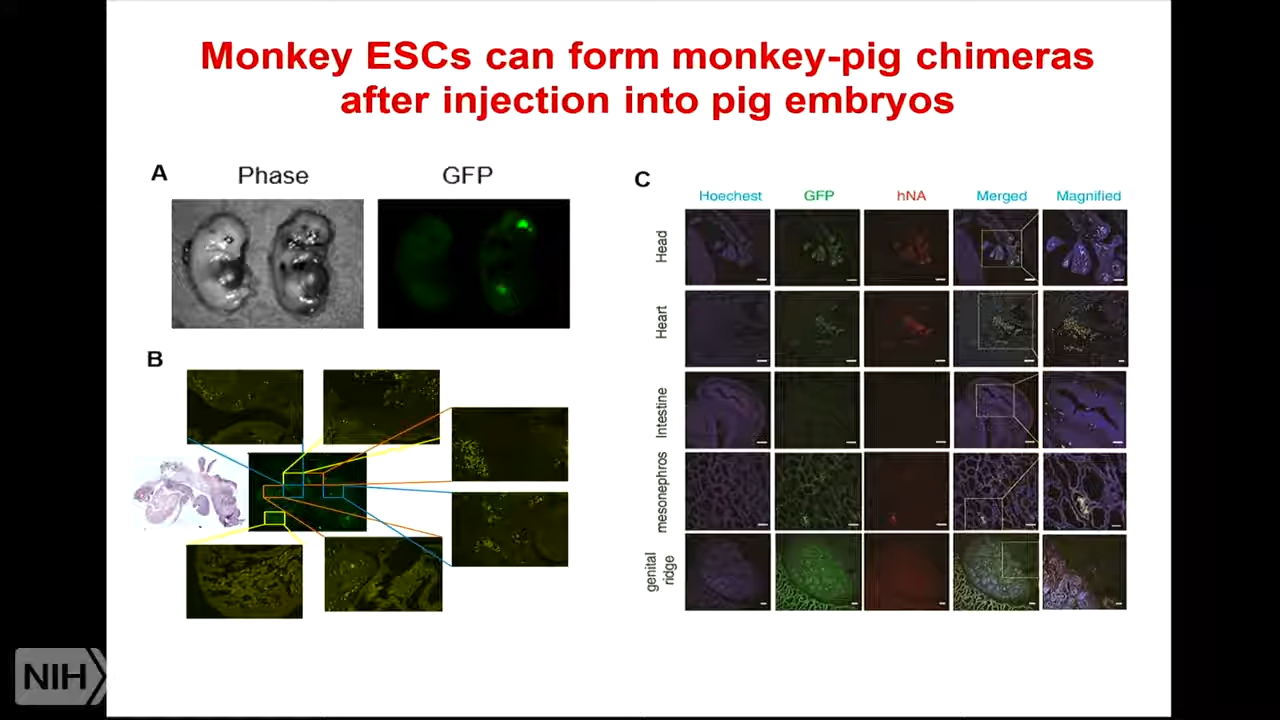 Monkey ESCs can form monkey-pig chimeras
after injection into pig embryos
A
Phase
GFP
B
C
Hoechest
GFP
hNA
Merged
Magnified
Head
Heart
Intestine
mesonephros
genital
ridge
NIH